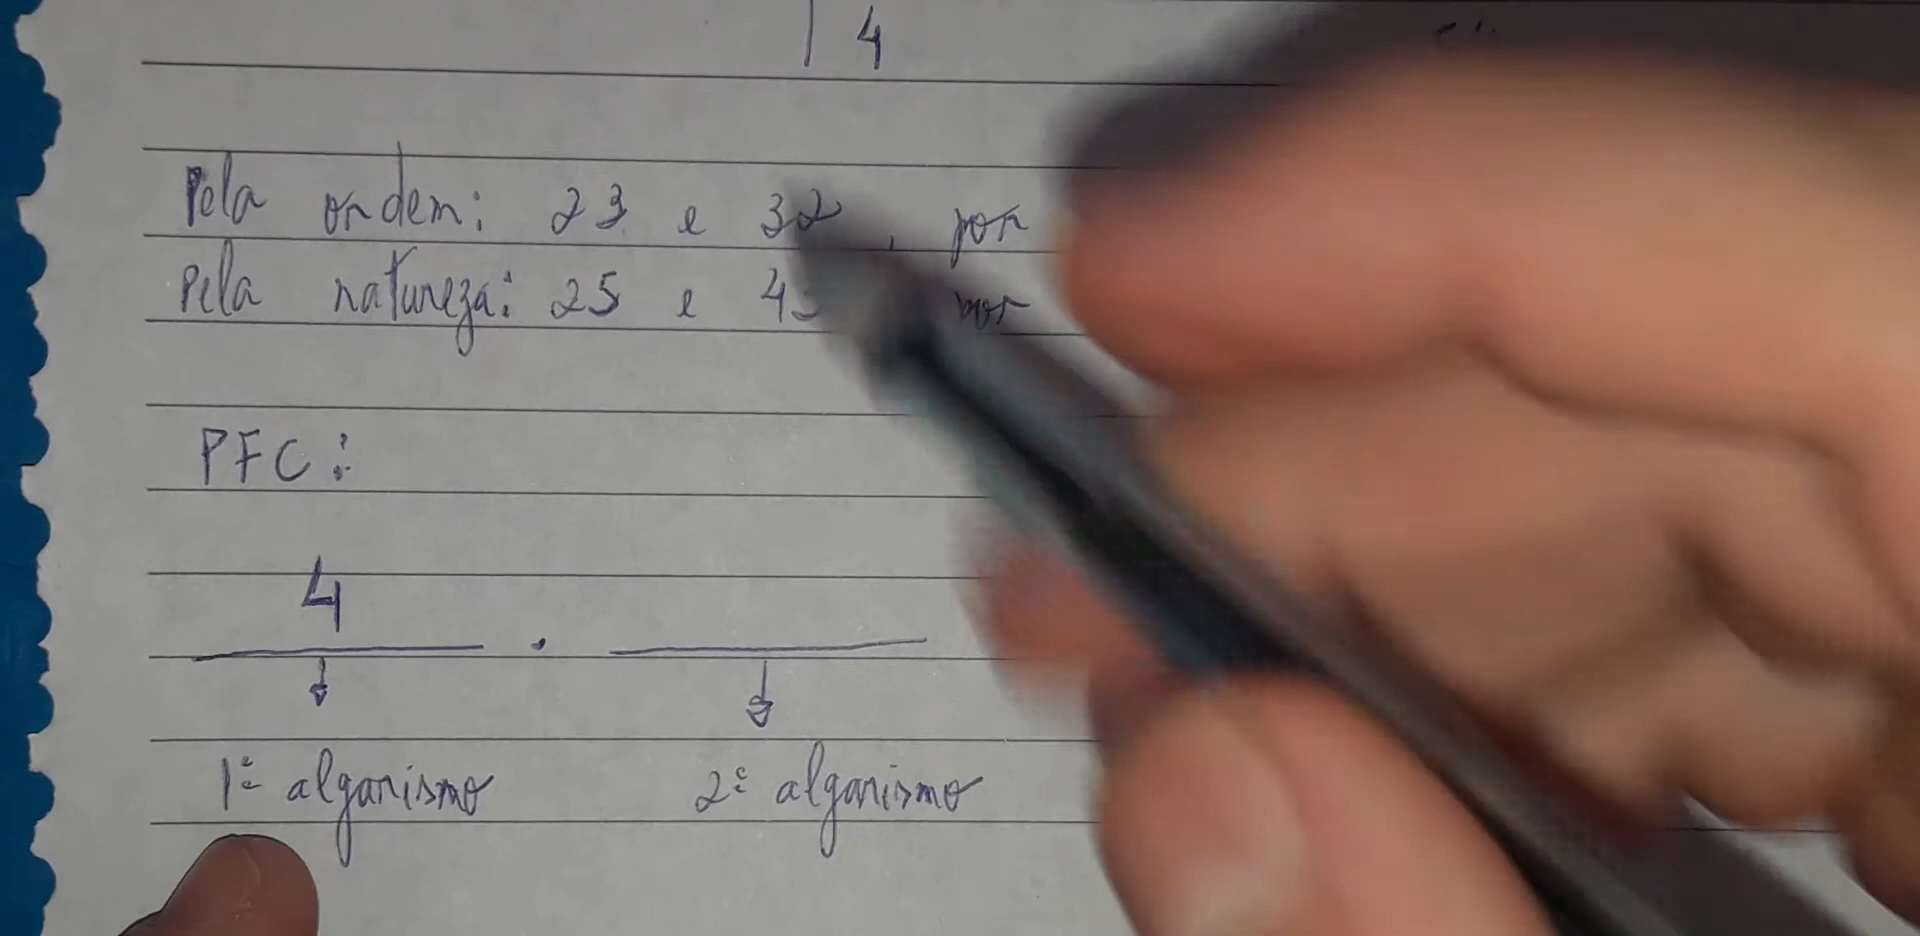 4
Pela ordem: 23 e 32, por
Pela natureza: 25 e 4
PFC:
4
.
1º algarismo 2º algarismo